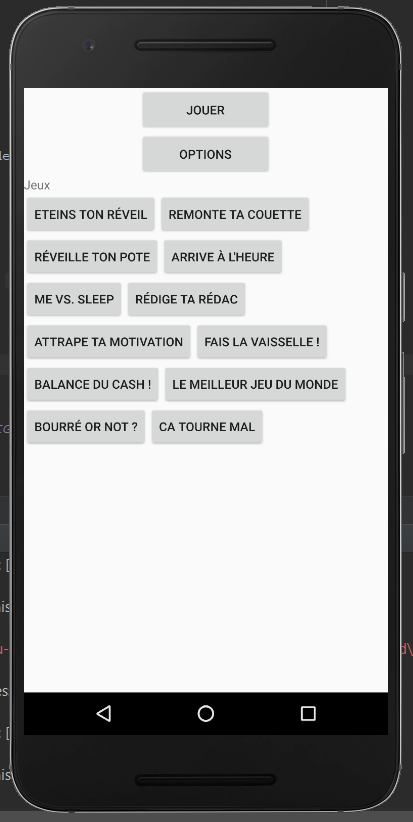 JOUER
OPTIONS
Jeux
ETEINS TON RÉVEIL REMONTE TA COUETTE
RÉVEILLE TON POTE ARRIVE À L'HEURE
ME VS. SLEEP RÉDIGE TA RÉDAC
ATTRAPE TA MOTIVATION FAIS LA VAISSELLE !
BALANCE DU CASH ! LE MEILLEUR JEU DU MONDE
BOURRÉ OR NOT ? CA TOURNE MAL